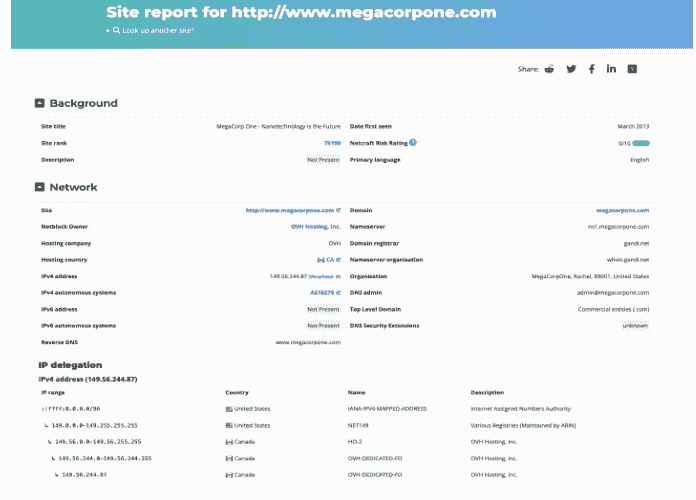 Site report for http://www.megacorpone.com
Look up another site?
Share:
Background
Site title MegaCorp One - Nanotechnology is the Future Date first seen March 2013
Site rank 75190 Netcraft Risk Rating ? 0/10
Description Not Present Primary language English
Network
Site http://www.megacorpone.com Domain megacorpone.com
Netblock Owner OVH Hosting, Inc. Nameserver ns1.megacorpone.com
Hosting company OVH Domain registrar gandi.net
Hosting country CA Nameserver organisation whois.gandi.net
IPv4 address 149.56.244.87 (VirusTotal) Organisation MegaCorpOne, Rachel, 89001, United States
IPv4 autonomous systems AS16276 DNS admin admin@megacorpone.com
IPv6 address Not Present Top Level Domain Commercial entities (.com)
IPv6 autonomous systems Not Present DNS Security Extensions unknown
Reverse DNS www.megacorpone.com
IP delegation
IPv4 address (149.56.244.87)
IP range Country Name Description
::ffff:0.0.0.0/96 United States IANA-IPV4-MAPPED-ADDRESS Internet Assigned Numbers Authority
↳ 149.0.0.0-149.255.255.255 United States NET149 Various Registries (Maintained by ARIN)
↳ 149.56.0.0-149.56.255.255 Canada HO-2 OVH Hosting, Inc.
↳ 149.56.244.0-149.56.244.255 Canada OVH-DEDICATED-FO OVH Hosting, Inc.
↳ 149.56.244.87 Canada OVH-DEDICATED-FO OVH Hosting, Inc.